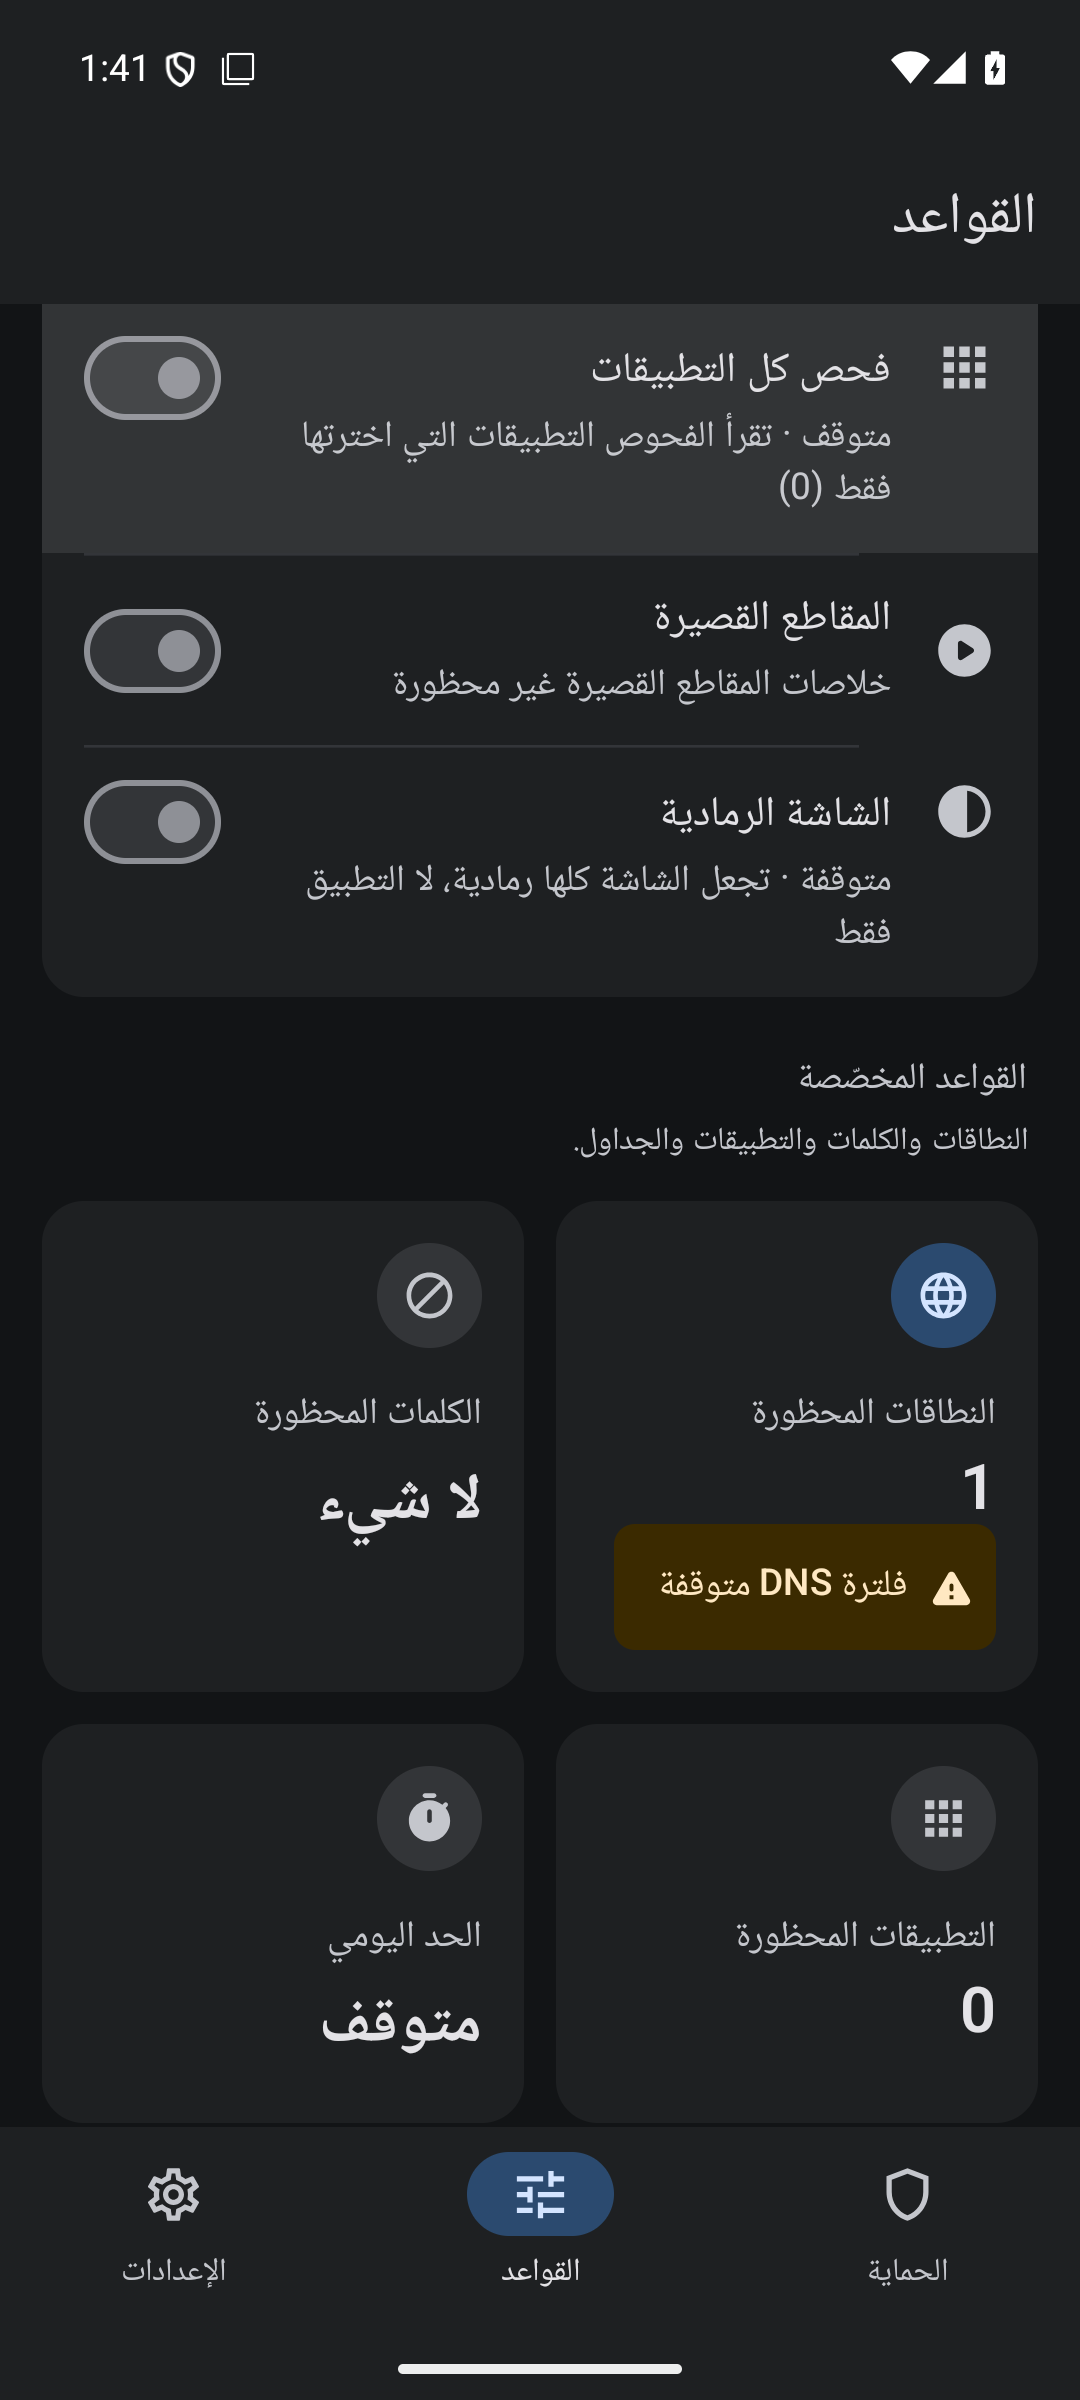 1:41
القواعد
فحص كل التطبيقات
متوقف · تقرأ الفحوص التطبيقات التي اخترتها
فقط (0)
المقاطع القصيرة
خلاصات المقاطع القصيرة غير محظورة
الشاشة الرمادية
متوقفة · تجعل الشاشة كلها رمادية، لا التطبيق
فقط
القواعد المخصّصة
النطاقات والكلمات والتطبيقات والجداول.
النطاقات المحظورة
1
فلترة DNS متوقفة
الكلمات المحظورة
لا شيء
التطبيقات المحظورة
0
الحد اليومي
متوقف
الحماية
القواعد
الإعدادات